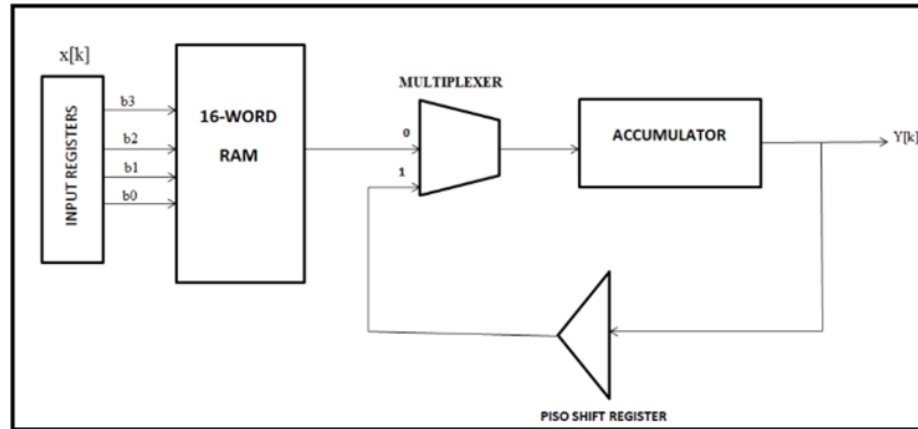 x[k]
INPUT REGISTERS
b3
b2
b1
b0
16-WORD
RAM
MULTIPLEXER
0
1
ACCUMULATOR
Y[k]
PISO SHIFT REGISTER